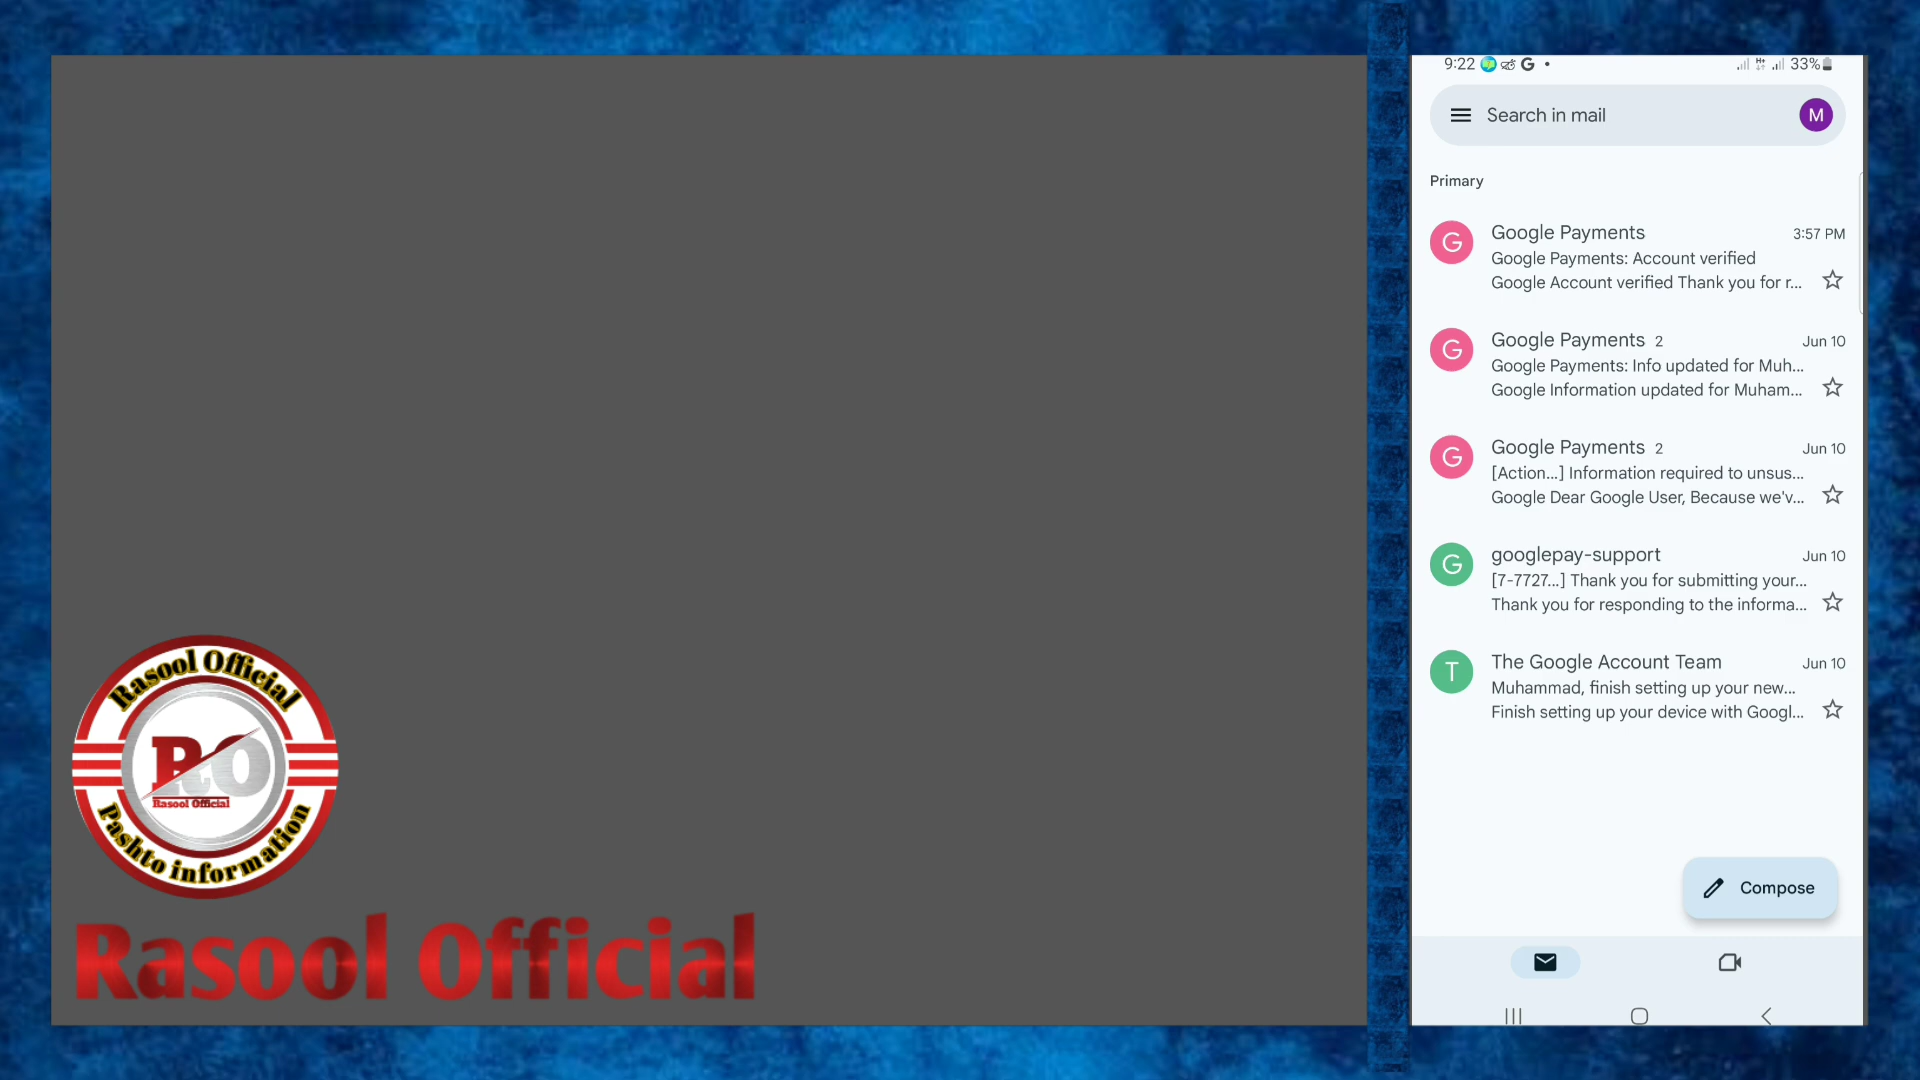 Rasool Official
RO
Rasool Official
Pashto information
Rasool Official
9:22
33%
Search in mail
M
Primary
G
Google Payments
3:57 PM
Google Payments: Account verified
Google Account verified Thank you for r...
G
Google Payments 2
Jun 10
Google Payments: Info updated for Muh...
Google Information updated for Muham...
G
Google Payments 2
Jun 10
[Action...] Information required to unsus...
Google Dear Google User, Because we'v...
G
googlepay-support
Jun 10
[7-7727...] Thank you for submitting your...
Thank you for responding to the informa...
T
The Google Account Team
Jun 10
Muhammad, finish setting up your new...
Finish setting up your device with Googl...
Compose